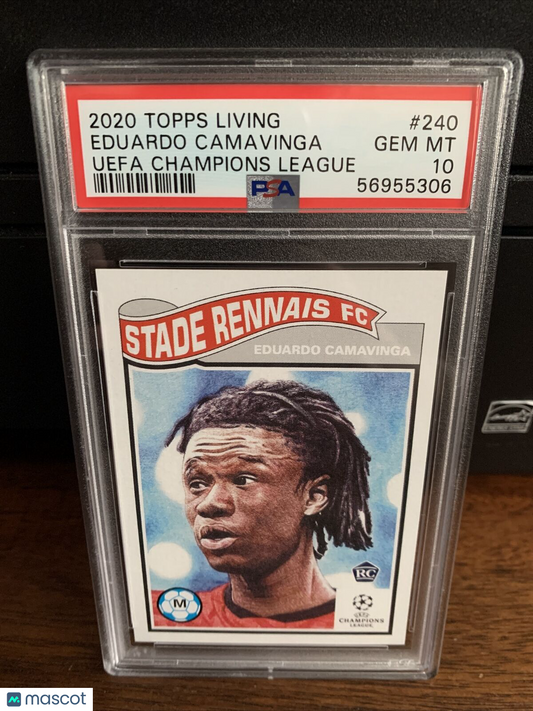 2020 TOPPS LIVING #240
EDUARDO CAMAVINGA GEM MT
UEFA CHAMPIONS LEAGUE 10
PSA 56955306
STADE RENNAIS FC
EDUARDO CAMAVINGA
RC
M
CHAMPIONS
LEAGUE
mascot